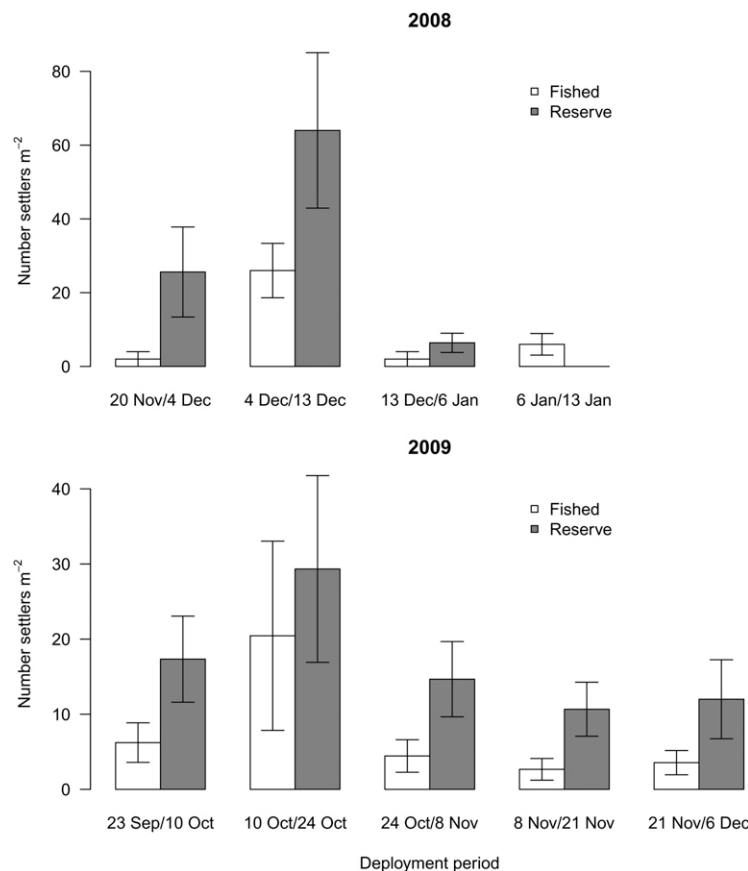 2008
80
60
40
20
0
Number settlers m⁻²
Fished
Reserve
20 Nov/4 Dec 4 Dec/13 Dec 13 Dec/6 Jan 6 Jan/13 Jan
2009
40
30
20
10
0
Number settlers m⁻²
Fished
Reserve
23 Sep/10 Oct 10 Oct/24 Oct 24 Oct/8 Nov 8 Nov/21 Nov 21 Nov/6 Dec
Deployment period